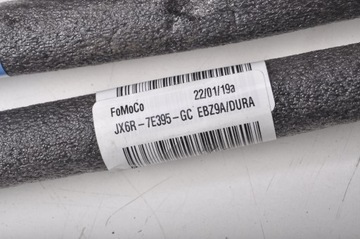 FoMoCo 22/01/19a
JX6R-7E395-GC EBZ9A/DURA